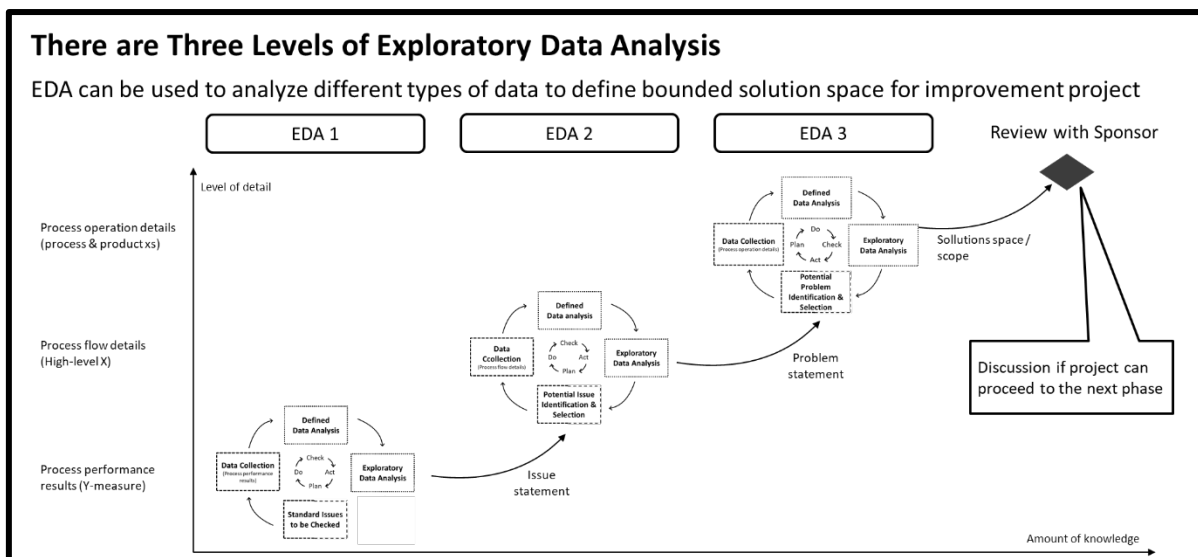 There are Three Levels of Exploratory Data Analysis
EDA can be used to analyze different types of data to define bounded solution space for improvement project
EDA 1
EDA 2
EDA 3
Review with Sponsor
Level of detail
Process operation details
(process & product xs)
Defined
Data Analysis
Data Collection
(Process operation details)
Do
Plan
Check
Act
Exploratory
Data Analysis
Potential
Problem
Identification &
Selection
Sollutions space /
scope
Process flow details
(High-level X)
Defined
Data analysis
Data
Ccollection
(Process flow details)
Check
Do
Act
Plan
Exploratory
Data Analysis
Potential Issue
Identification &
Selection
Problem
statement
Discussion if project can
proceed to the next phase
Process performance
results (Y-measure)
Defined
Data Analysis
Data Collection
(Process performance
results)
Check
Do
Act
Plan
Exploratory
Data Analysis
Standard Issues
to be Checked
Issue
statement
Amount of knowledge